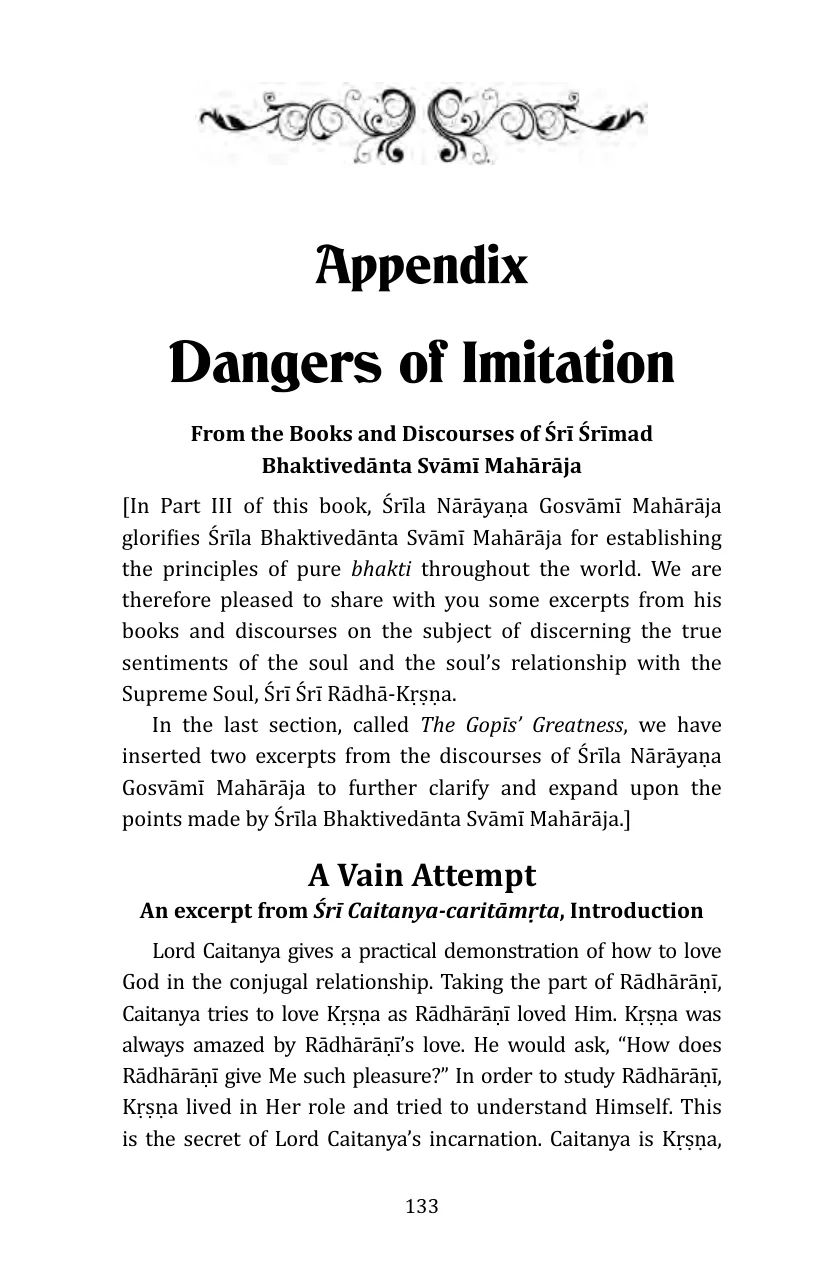 Appendix
Dangers of Imitation
From the Books and Discourses of Śrī Śrīmad
Bhaktivedānta Svāmī Mahārāja
[In Part III of this book, Śrīla Nārāyaṇa Gosvāmī Mahārāja
glorifies Śrīla Bhaktivedānta Svāmī Mahārāja for establishing
the principles of pure bhakti throughout the world. We are
therefore pleased to share with you some excerpts from his
books and discourses on the subject of discerning the true
sentiments of the soul and the soul’s relationship with the
Supreme Soul, Śrī Śrī Rādhā-Kṛṣṇa.
In the last section, called The Gopīs’ Greatness, we have
inserted two excerpts from the discourses of Śrīla Nārāyaṇa
Gosvāmī Mahārāja to further clarify and expand upon the
points made by Śrīla Bhaktivedānta Svāmī Mahārāja.]
A Vain Attempt
An excerpt from Śrī Caitanya-caritāmṛta, Introduction
Lord Caitanya gives a practical demonstration of how to love
God in the conjugal relationship. Taking the part of Rādhārāṇī,
Caitanya tries to love Kṛṣṇa as Rādhārāṇī loved Him. Kṛṣṇa was
always amazed by Rādhārāṇī’s love. He would ask, “How does
Rādhārāṇī give Me such pleasure?” In order to study Rādhārāṇī,
Kṛṣṇa lived in Her role and tried to understand Himself. This
is the secret of Lord Caitanya’s incarnation. Caitanya is Kṛṣṇa,
133